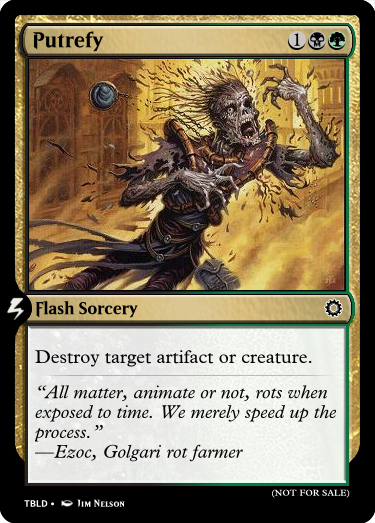 Putrefy 1
Flash Sorcery
Destroy target artifact or creature.
“All matter, animate or not, rots when
exposed to time. We merely speed up the
process.”
—Ezoc, Golgari rot farmer
TBLD • Jim Nelson
(NOT FOR SALE)